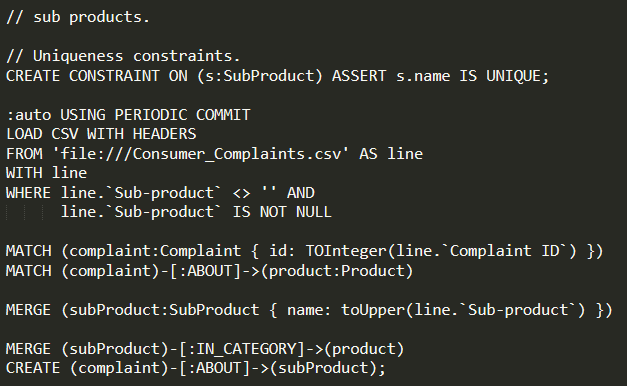 // sub products.
// Uniqueness constraints.
CREATE CONSTRAINT ON (s:SubProduct) ASSERT s.name IS UNIQUE;
:auto USING PERIODIC COMMIT
LOAD CSV WITH HEADERS
FROM 'file:///Consumer_Complaints.csv' AS line
WITH line
WHERE line.`Sub-product` <> '' AND
line.`Sub-product` IS NOT NULL
MATCH (complaint:Complaint { id: TOInteger(line.`Complaint ID`) })
MATCH (complaint)-[:ABOUT]->(product:Product)
MERGE (subProduct:SubProduct { name: toUpper(line.`Sub-product`) })
MERGE (subProduct)-[:IN_CATEGORY]->(product)
CREATE (complaint)-[:ABOUT]->(subProduct);